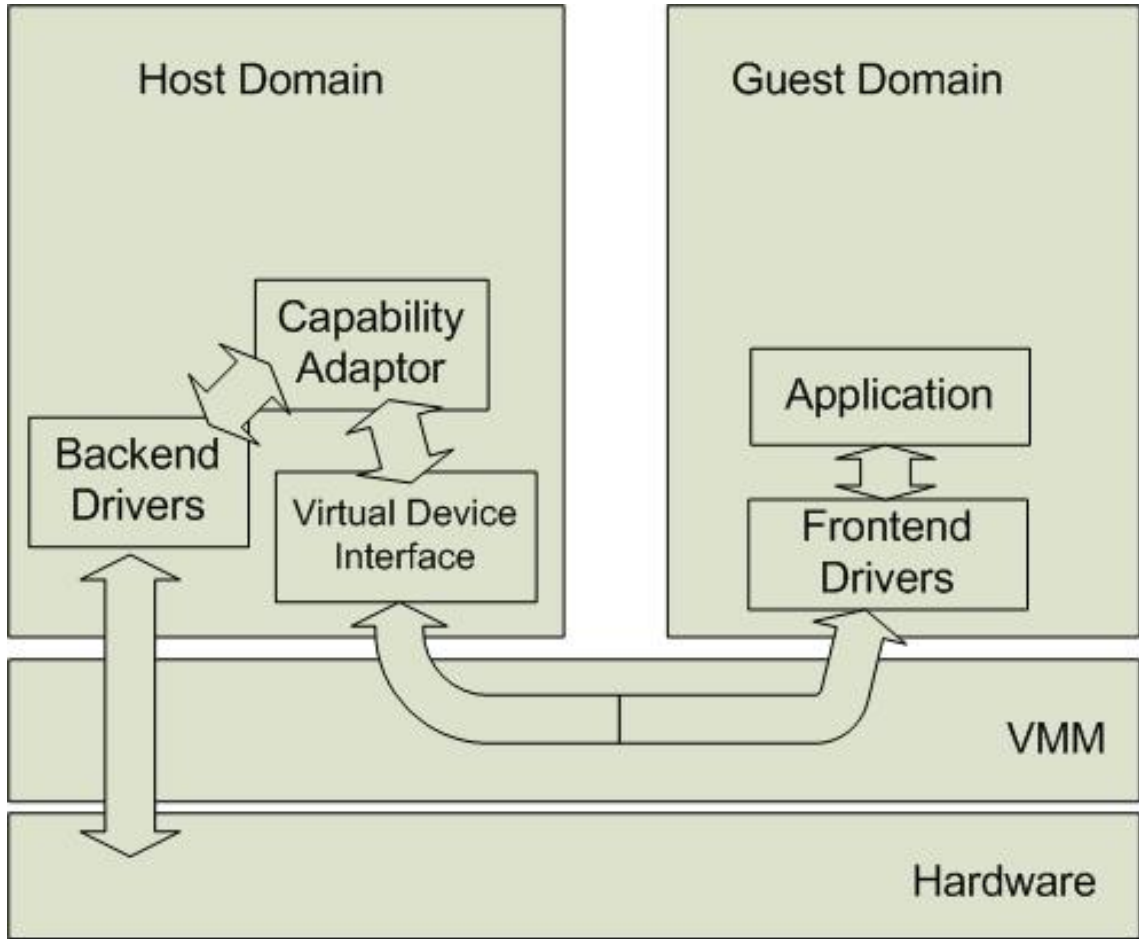 Host Domain
Guest Domain
Capability
Adaptor
Backend
Drivers
Virtual Device
Interface
Application
Frontend
Drivers
VMM
Hardware